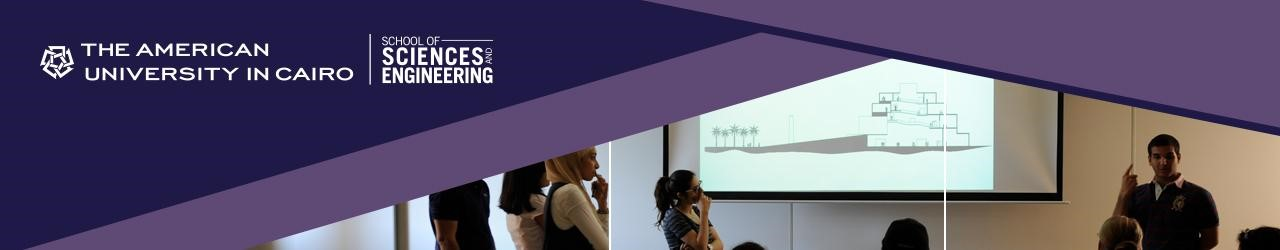 THE AMERICAN
UNIVERSITY IN CAIRO
SCHOOL OF
SCIENCES AND
ENGINEERING